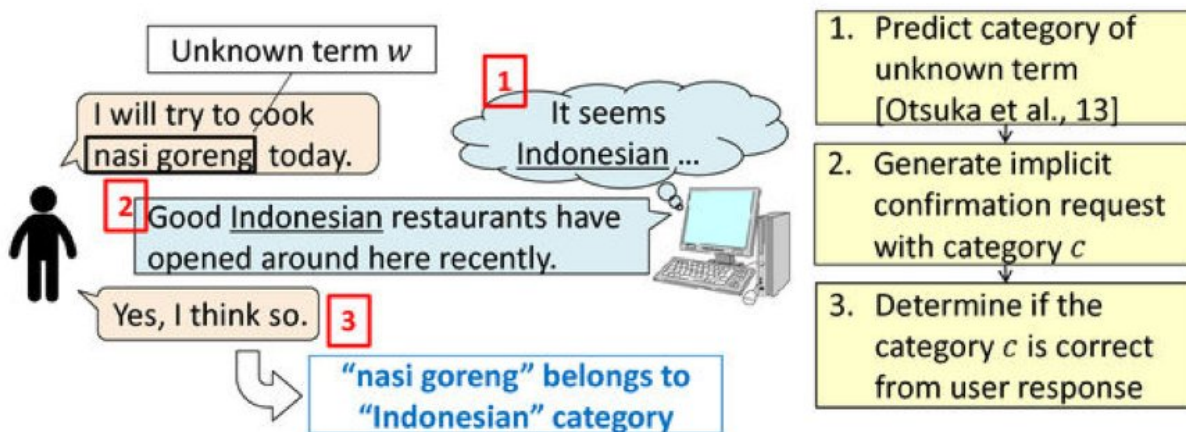 Unknown term w
I will try to cook
nasi goreng today.
1
It seems
Indonesian ...
2
Good Indonesian restaurants have
opened around here recently.
Yes, I think so.
3
“nasi goreng” belongs to
“Indonesian” category
1. Predict category of
unknown term
[Otsuka et al., 13]
2. Generate implicit
confirmation request
with category c
3. Determine if the
category c is correct
from user response